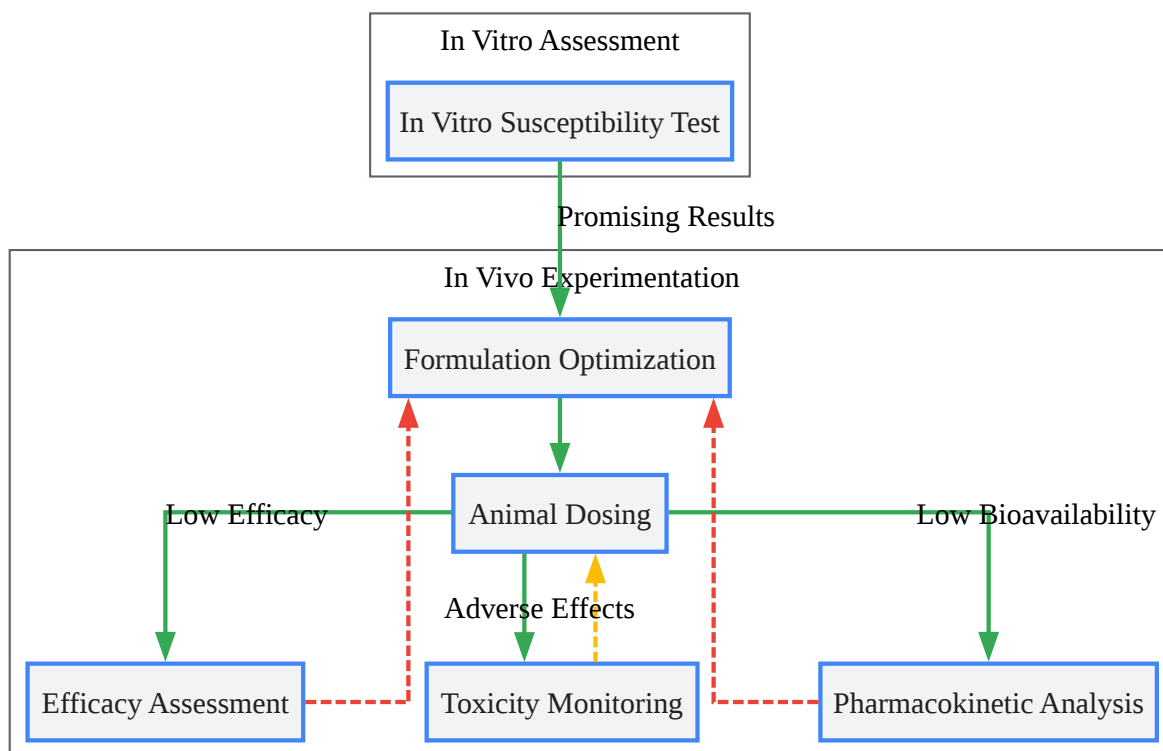 In Vitro Assessment
In Vitro Susceptibility Test
Promising Results
In Vivo Experimentation
Formulation Optimization
Low Efficacy
Animal Dosing
Low Bioavailability
Adverse Effects
Efficacy Assessment
Toxicity Monitoring
Pharmacokinetic Analysis